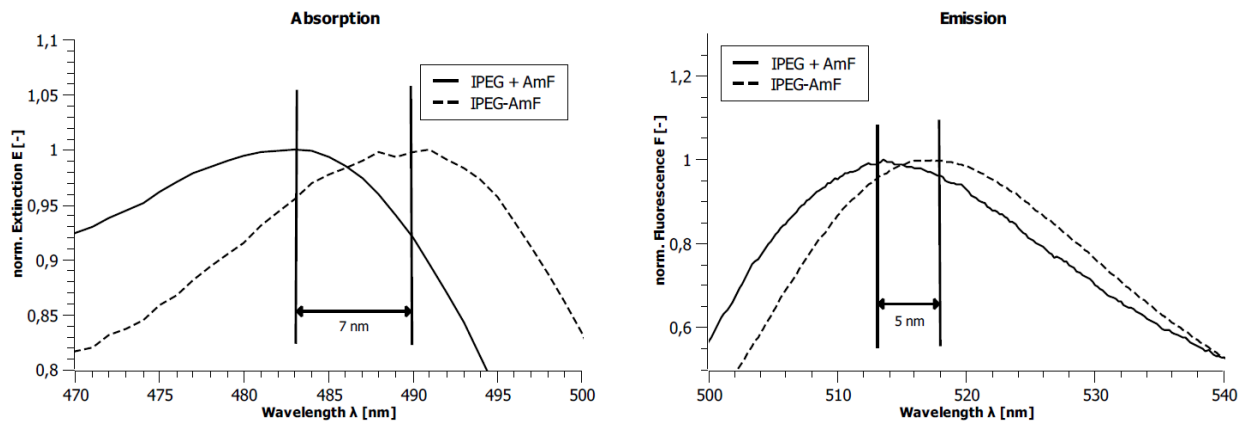 Absorption
norm. Extinction E [-]
1,1
1,05
1
0,95
0,9
0,85
0,8
IPEG + AmF
IPEG-AmF
7 nm
470 475 480 485 490 495 500
Wavelength λ [nm]
Emission
norm. Fluorescence F [-]
1,2
1
0,8
0,6
IPEG + AmF
IPEG-AmF
5 nm
500 510 520 530 540
Wavelength λ [nm]